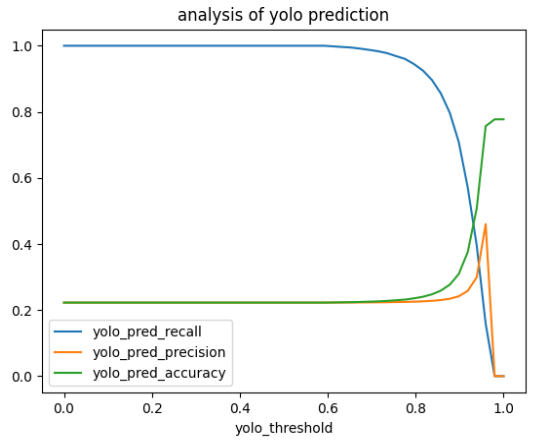 analysis of yolo prediction
1.0
0.8
0.6
0.4
0.2
0.0
yolo_pred_recall
yolo_pred_precision
yolo_pred_accuracy
0.0 0.2 0.4 0.6 0.8 1.0
yolo_threshold